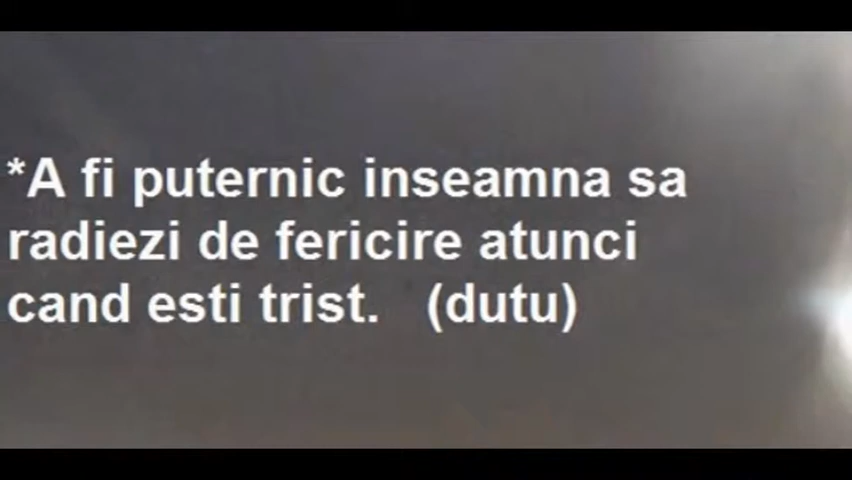 *A fi puternic inseamna sa
radiezi de fericire atunci
cand esti trist.   (dutu)